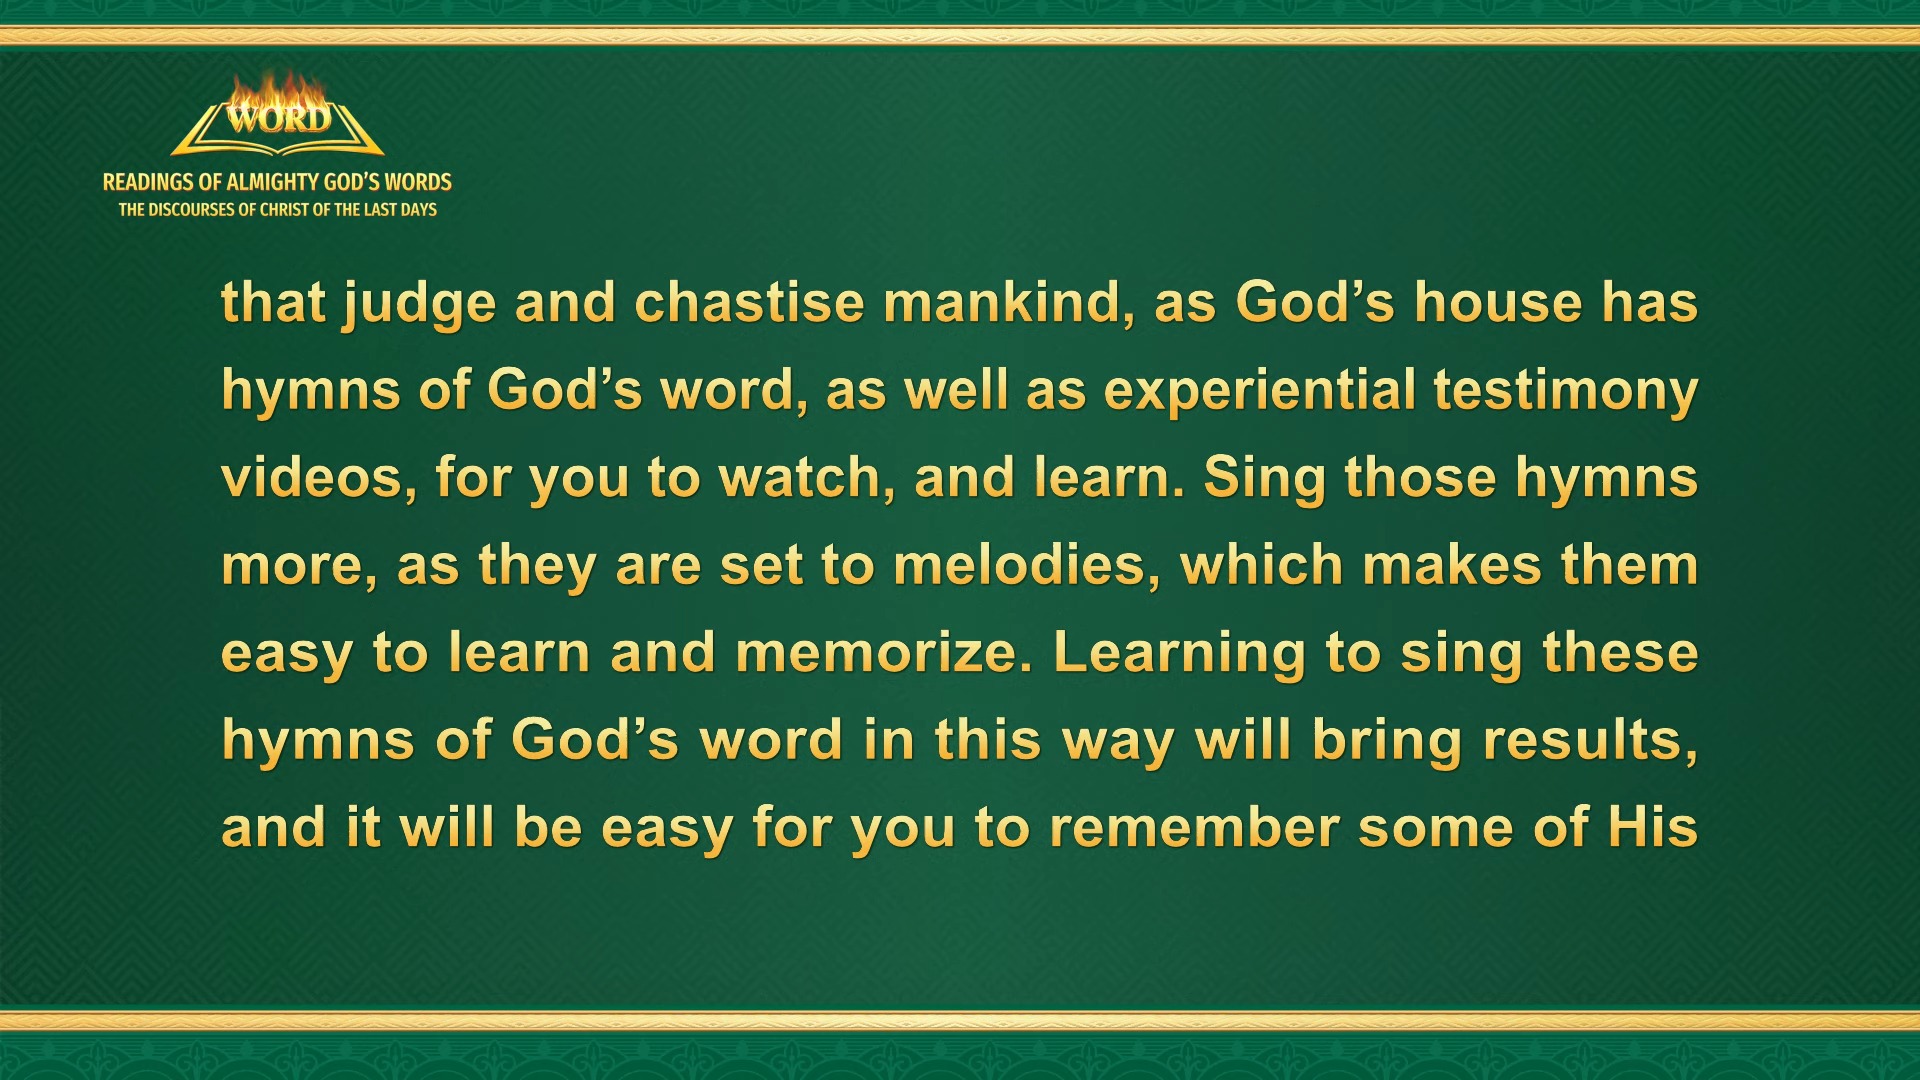 WORD
READINGS OF ALMIGHTY GOD'S WORDS
THE DISCOURSES OF CHRIST OF THE LAST DAYS
that judge and chastise mankind, as God’s house has
hymns of God’s word, as well as experiential testimony
videos, for you to watch, and learn. Sing those hymns
more, as they are set to melodies, which makes them
easy to learn and memorize. Learning to sing these
hymns of God’s word in this way will bring results,
and it will be easy for you to remember some of His